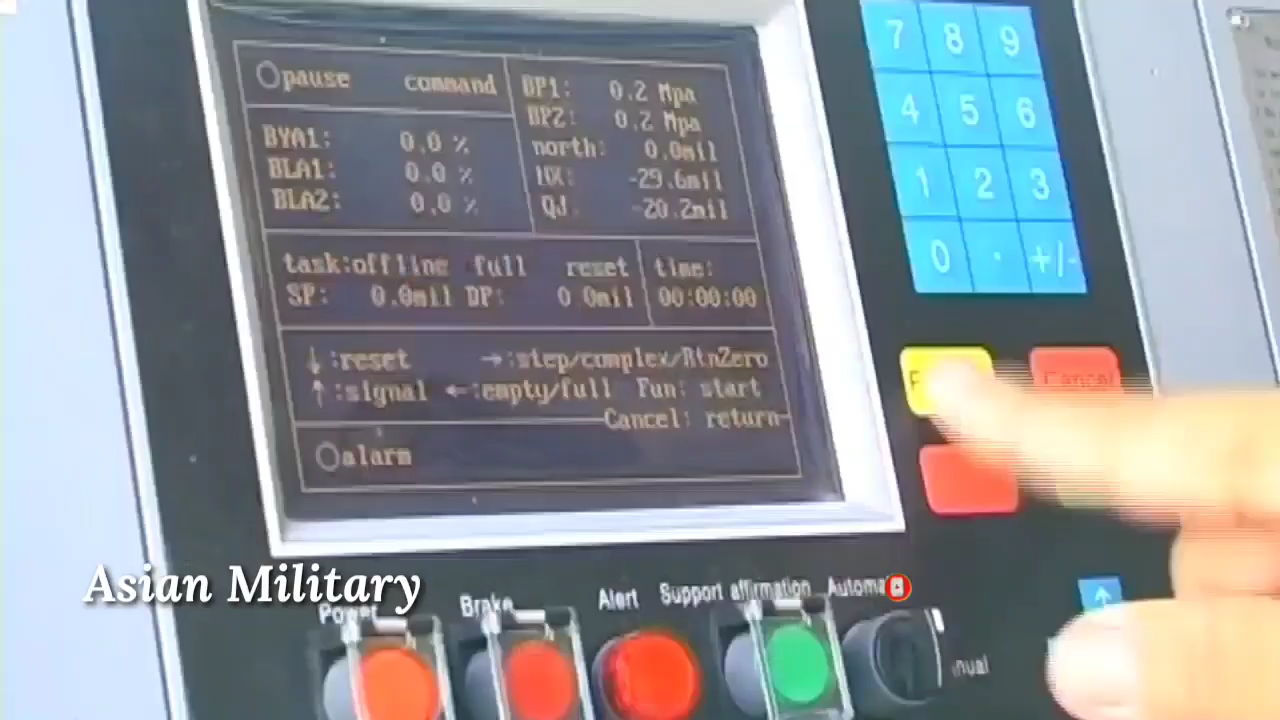 pause command
BYA1: 0.0 %
BLA1: 0.0 %
BLA2: 0.0 %
BP1: 0.2 Mpa
BP2: 0.2 Mpa
north: 0.0mil
NX: -29.6mil
QJ: -20.2mil
task:offline full reset
SP: 0.0mil DP: 0 0mil
time:
00:00:00
↓:reset →:step/complex/RtnZero
↑:signal ←:empty/full Fun: start
Cancel: return
alarm
7 8 9
4 5 6
1 2 3
0 · +/-
Cancel
↑
Asian Military
Power
Brake
Alert
Support affirmation